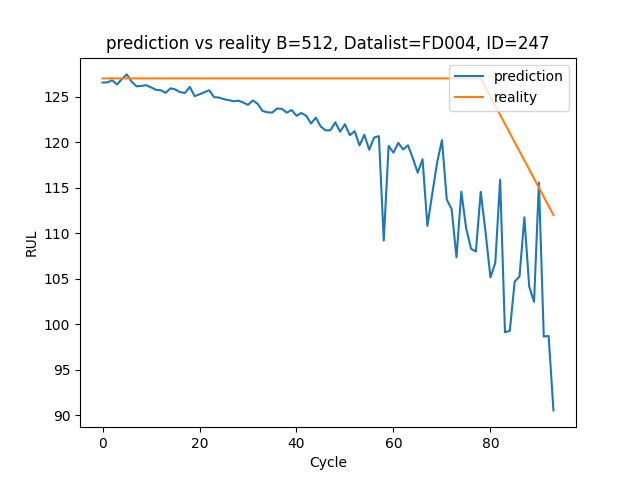 prediction vs reality B=512, Datalist=FD004, ID=247
prediction
reality
RUL
125
120
115
110
105
100
95
90
0
20
40
60
80
Cycle